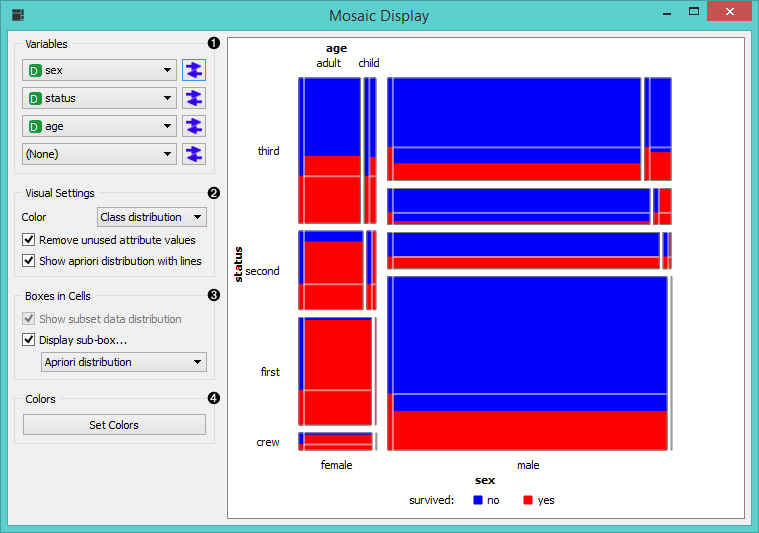 Mosaic Display
Variables
❶
D sex
D status
D age
(None)
Visual Settings
❷
Color
Class distribution
Remove unused attribute values
Show apriori distribution with lines
Boxes in Cells
❸
Show subset data distribution
Display sub-box...
Apriori distribution
Colors
❹
Set Colors
age
adult child
third
second
first
crew
status
female male
sex
survived: no yes